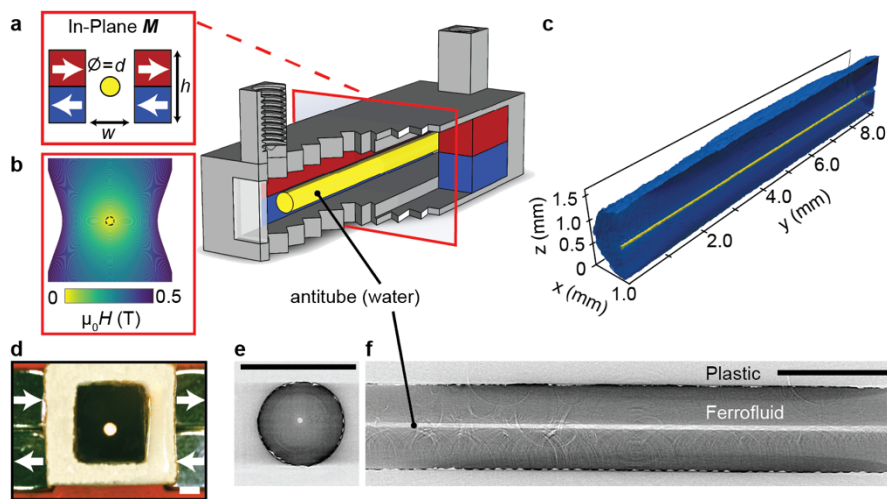 a
In-Plane M
Ø=d
h
w
b
0
0.5
μ₀H (T)
antitube (water)
c
1.5
1.0
0.5
0
z (mm)
x (mm)
1.0
2.0
4.0
6.0
8.0
y (mm)
d
e
f
Plastic
Ferrofluid